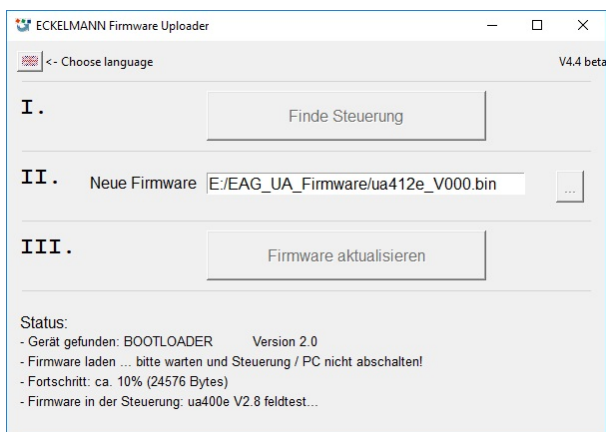 ECKELMANN Firmware Uploader
<- Choose language V4.4 beta
I. Finde Steuerung
II. Neue Firmware E:/EAG_UA_Firmware/ua412e_V000.bin ...
III. Firmware aktualisieren
Status:
- Gerät gefunden: BOOTLOADER Version 2.0
- Firmware laden ... bitte warten und Steuerung / PC nicht abschalten!
- Fortschritt: ca. 10% (24576 Bytes)
- Firmware in der Steuerung: ua400e V2.8 feldtest...